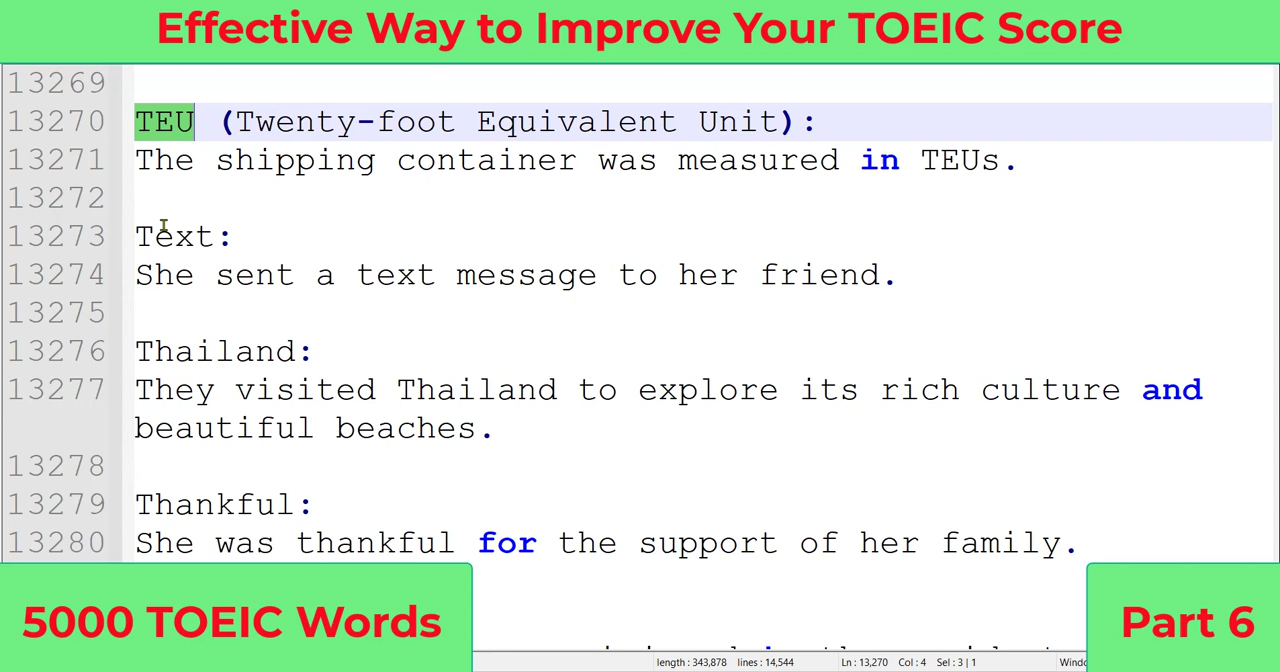 Effective Way to Improve Your TOEIC Score
13269
13270 TEU (Twenty-foot Equivalent Unit):
13271 The shipping container was measured in TEUs.
13272
13273 Text:
13274 She sent a text message to her friend.
13275
13276 Thailand:
13277 They visited Thailand to explore its rich culture and
beautiful beaches.
13278
13279 Thankful:
13280 She was thankful for the support of her family.
5000 TOEIC Words
Part 6
length : 343,878 lines : 14,544 Ln : 13,270 Col : 4 Sel : 3 | 1